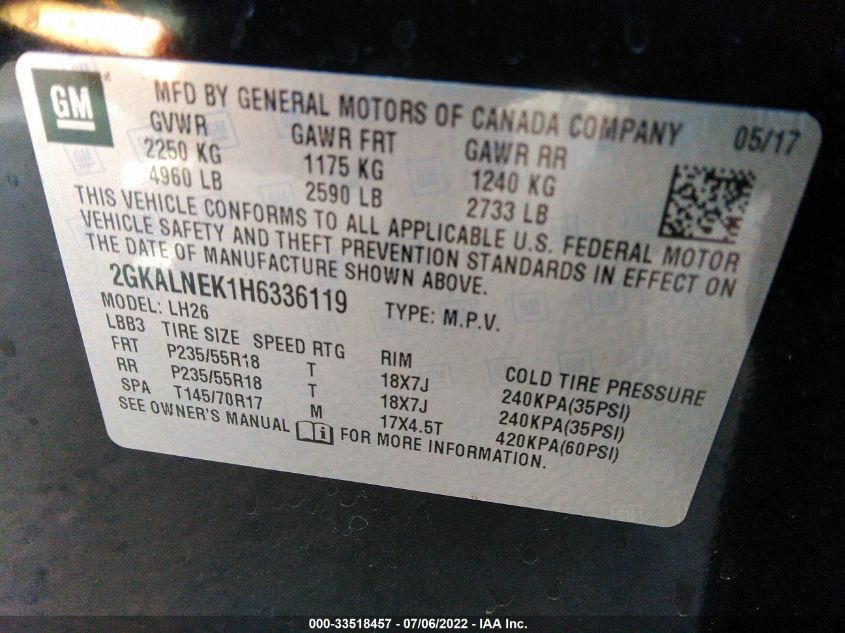 GM
MFD BY GENERAL MOTORS OF CANADA COMPANY 05/17
GVWR GAWR FRT GAWR RR
2250 KG 1175 KG 1240 KG
4960 LB 2590 LB 2733 LB
THIS VEHICLE CONFORMS TO ALL APPLICABLE U.S. FEDERAL MOTOR
VEHICLE SAFETY AND THEFT PREVENTION STANDARDS IN EFFECT ON
THE DATE OF MANUFACTURE SHOWN ABOVE.
2GKALNEK1H6336119 TYPE: M.P.V.
MODEL: LH26
LBB3 TIRE SIZE SPEED RTG RIM COLD TIRE PRESSURE
FRT P235/55R18 T 18X7J 240KPA(35PSI)
RR P235/55R18 T 18X7J 240KPA(35PSI)
SPA T145/70R17 M 17X4.5T 420KPA(60PSI)
SEE OWNER'S MANUAL FOR MORE INFORMATION.
000-33518457 - 07/06/2022 - IAA Inc.